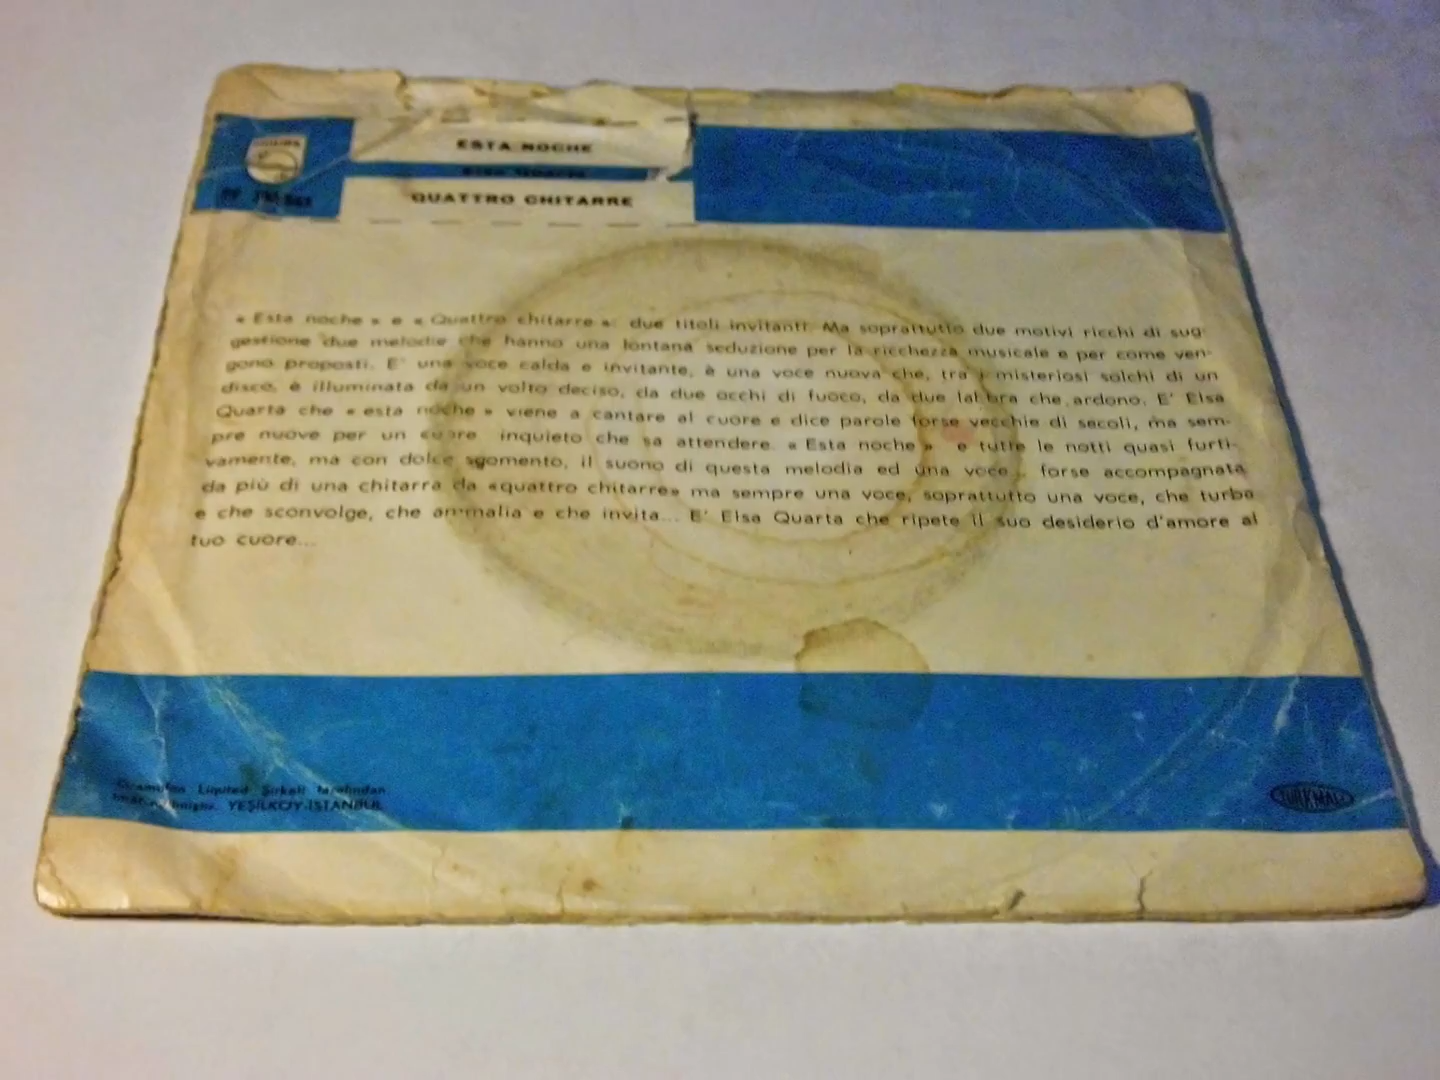 PHILIPS
ESTA NOCHE
QUATTRO CHITARRE
« Esta noche » e « Quattro chitarre »: due titoli invitanti! Ma soprattutto due motivi ricchi di sug-
gestione due melodie che hanno una lontana seduzione per la ricchezza musicale e per come ven-
gono proposti. E' una voce calda e invitante, è una voce nuova che, tra i misteriosi solchi di un
disco, è illuminata da un volto deciso, da due occhi di fuoco, da due labbra che ardono. E' Elsa
Quarta che « esta noche » viene a cantare al cuore e dice parole forse vecchie di secoli, ma sem-
pre nuove per un cuore inquieto che sa attendere. « Esta noche » e tutte le notti quasi furti-
vamente, ma con dolce sgomento, il suono di questa melodia ed una voce... forse accompagnata
da più di una chitarra da «quattro chitarre» ma sempre una voce, soprattutto una voce, che turba
e che sconvolge, che ammalia e che invita... E' Elsa Quarta che ripete il suo desiderio d'amore al
tuo cuore...
Gramofon Liquted Şirketi tarafından
YEŞİLKÖY-İSTANBUL
TÜRKMALI